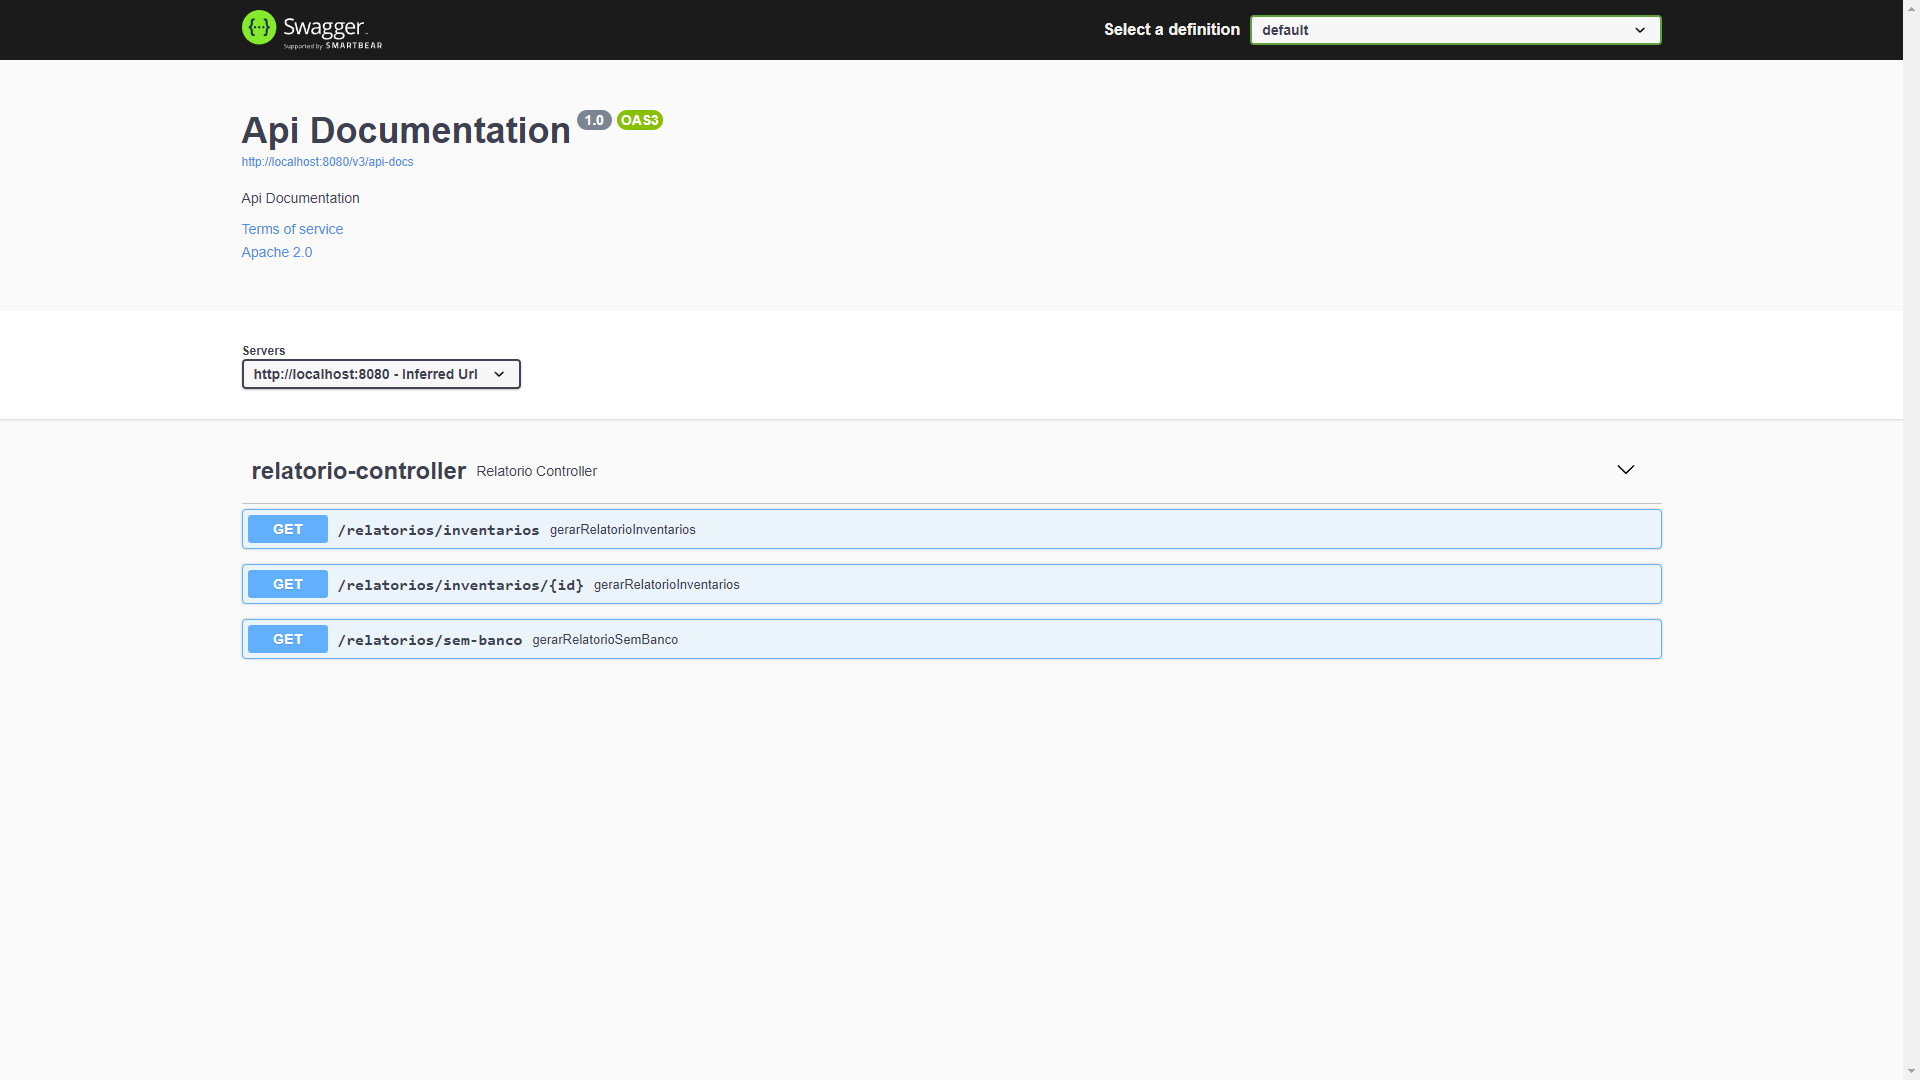 Swagger
Supported by SMARTBEAR
Select a definition
default
Api Documentation 1.0 OAS3
http://localhost:8080/v3/api-docs
Api Documentation
Terms of service
Apache 2.0
Servers
http://localhost:8080 - Inferred Url
relatorio-controller Relatorio Controller
GET /relatorios/inventarios gerarRelatorioInventarios
GET /relatorios/inventarios/{id} gerarRelatorioInventarios
GET /relatorios/sem-banco gerarRelatorioSemBanco